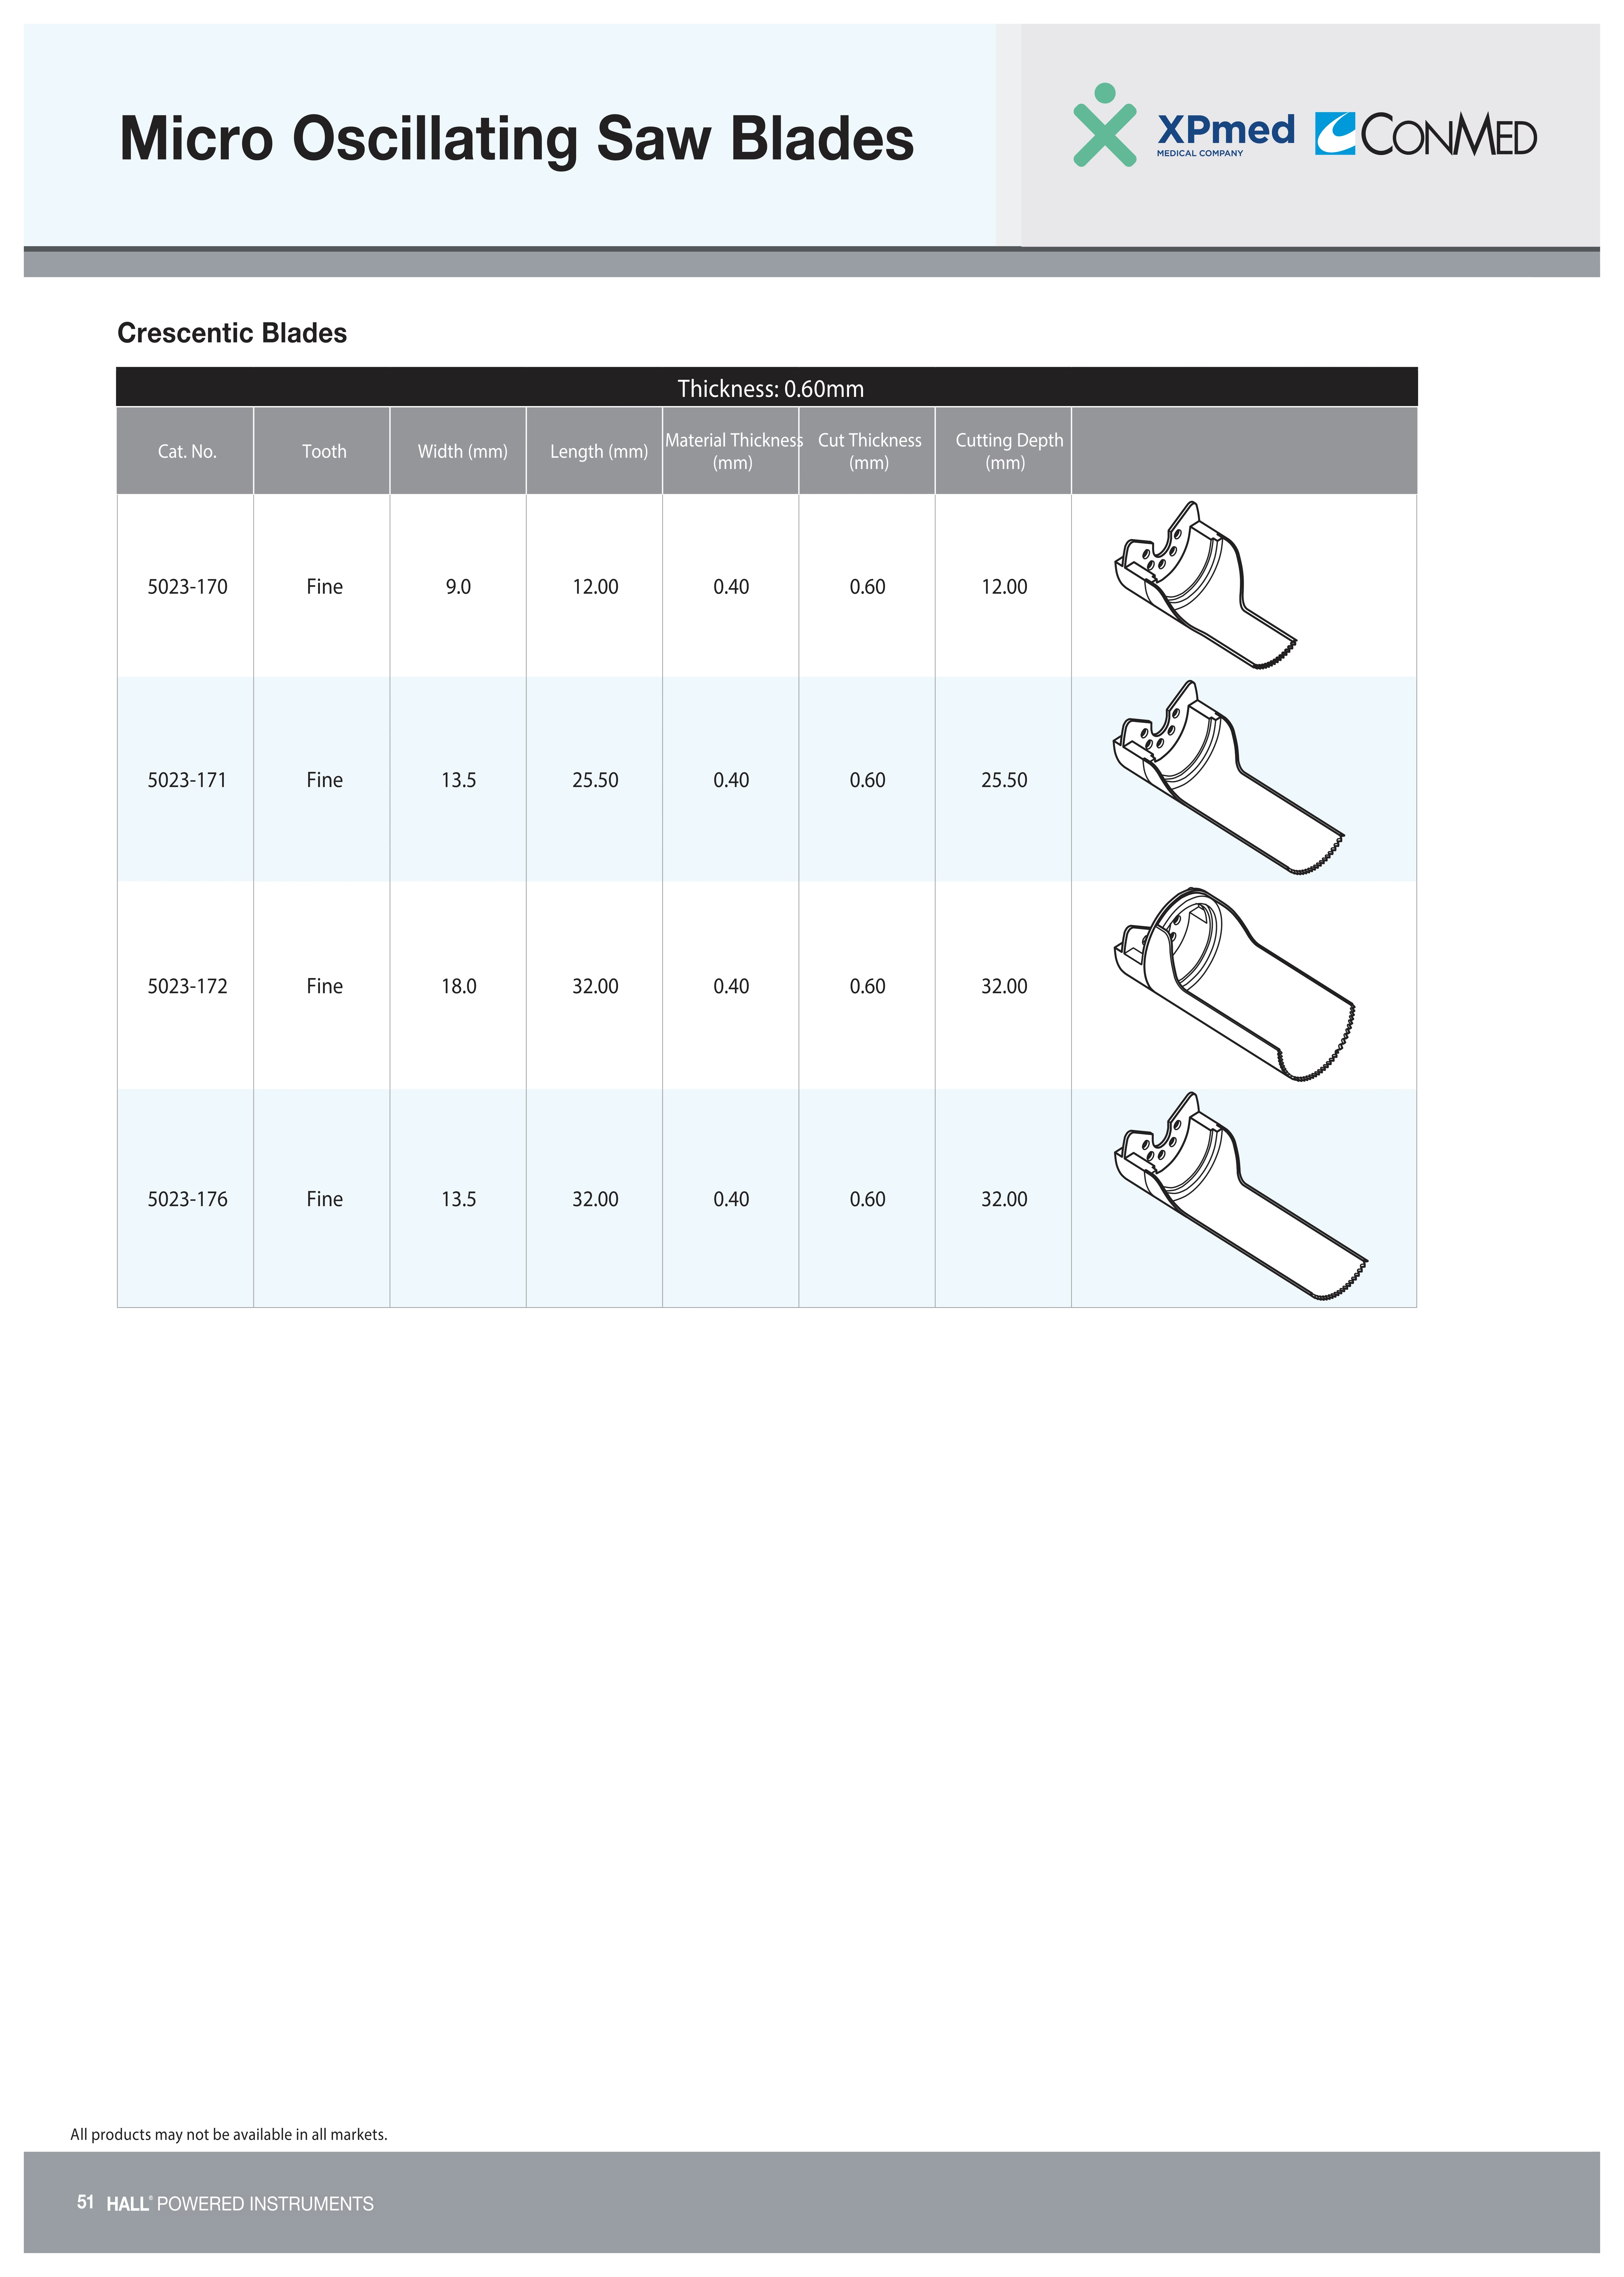 Micro Oscillating Saw Blades
XPmed
MEDICAL COMPANY
CONMED
Crescentic Blades
Thickness: 0.60mm
Cat. No. Tooth Width (mm) Length (mm) Material Thickness (mm) Cut Thickness (mm) Cutting Depth (mm)
5023-170 Fine 9.0 12.00 0.40 0.60 12.00
5023-171 Fine 13.5 25.50 0.40 0.60 25.50
5023-172 Fine 18.0 32.00 0.40 0.60 32.00
5023-176 Fine 13.5 32.00 0.40 0.60 32.00
All products may not be available in all markets.
51 HALL® POWERED INSTRUMENTS